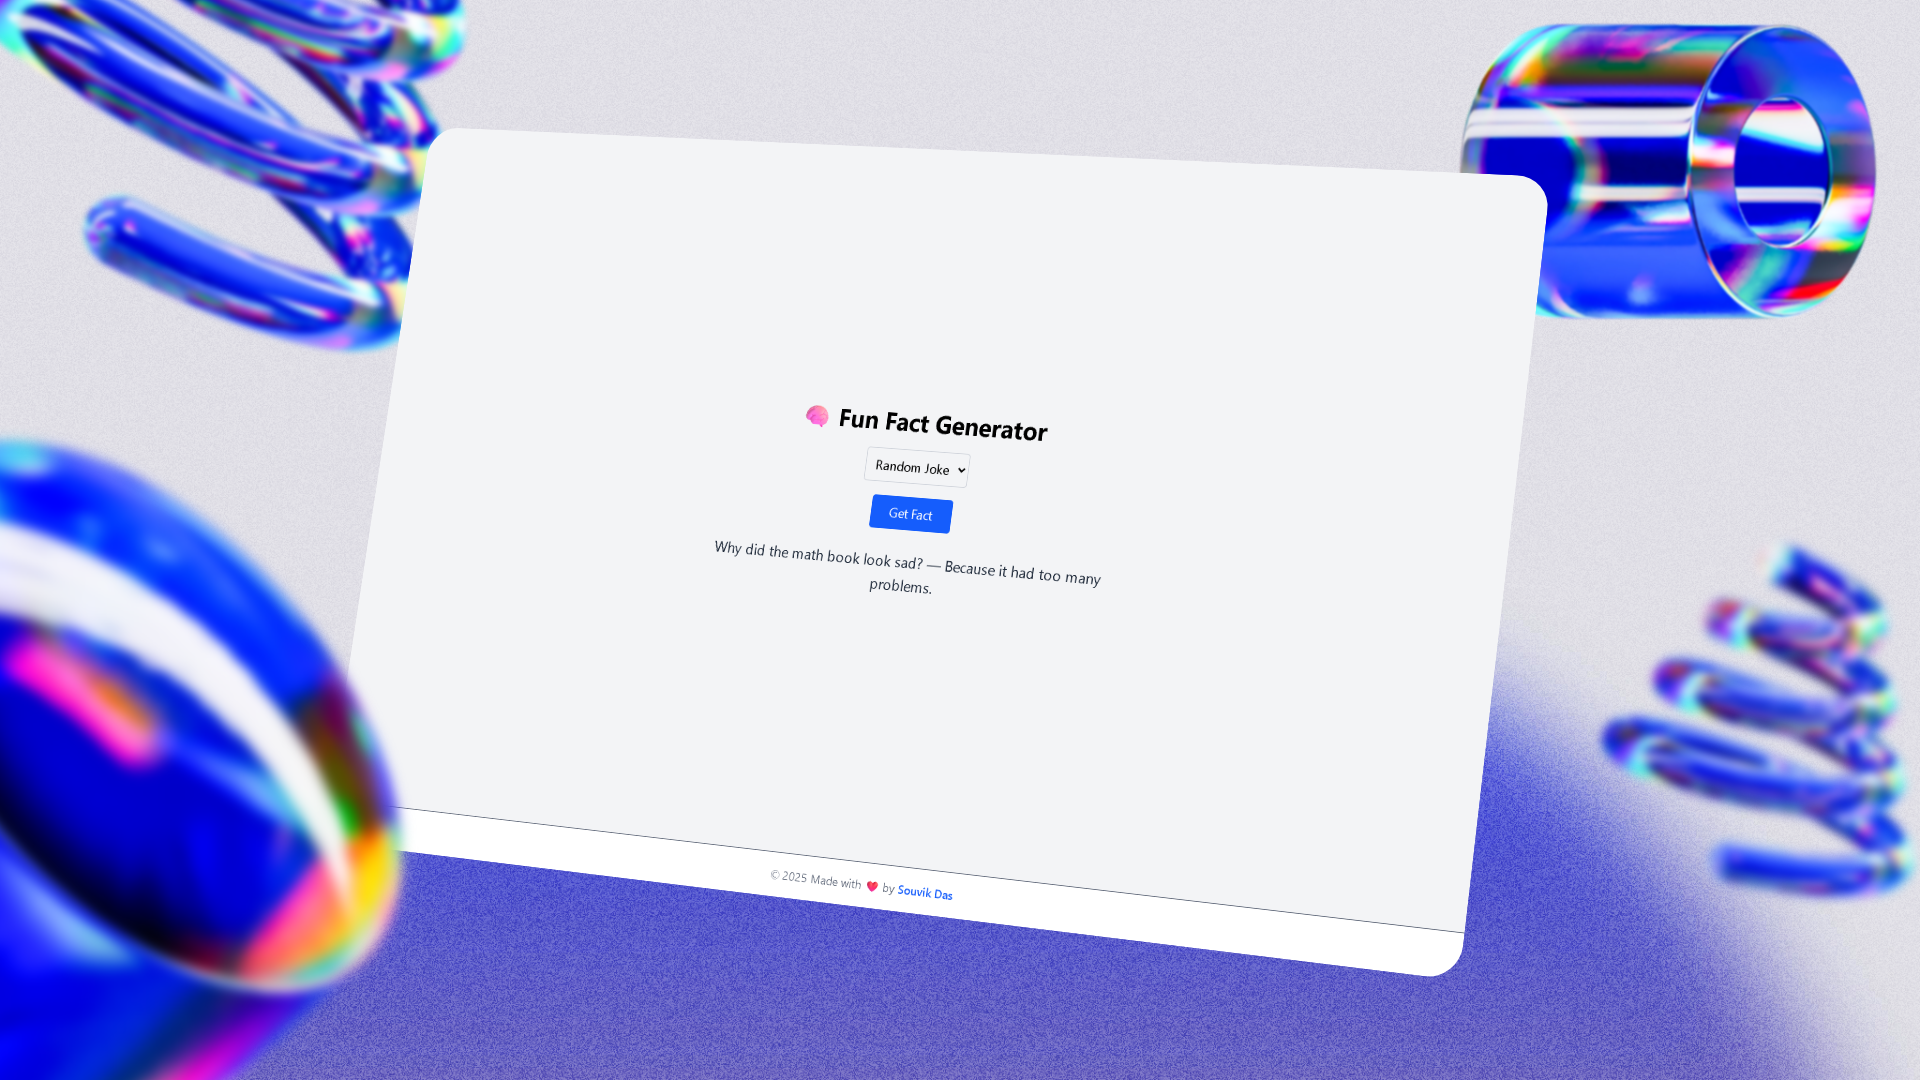 🧠 Fun Fact Generator
Random Joke
Get Fact
Why did the math book look sad? — Because it had too many
problems.
© 2025 Made with ❤️ by Souvik Das